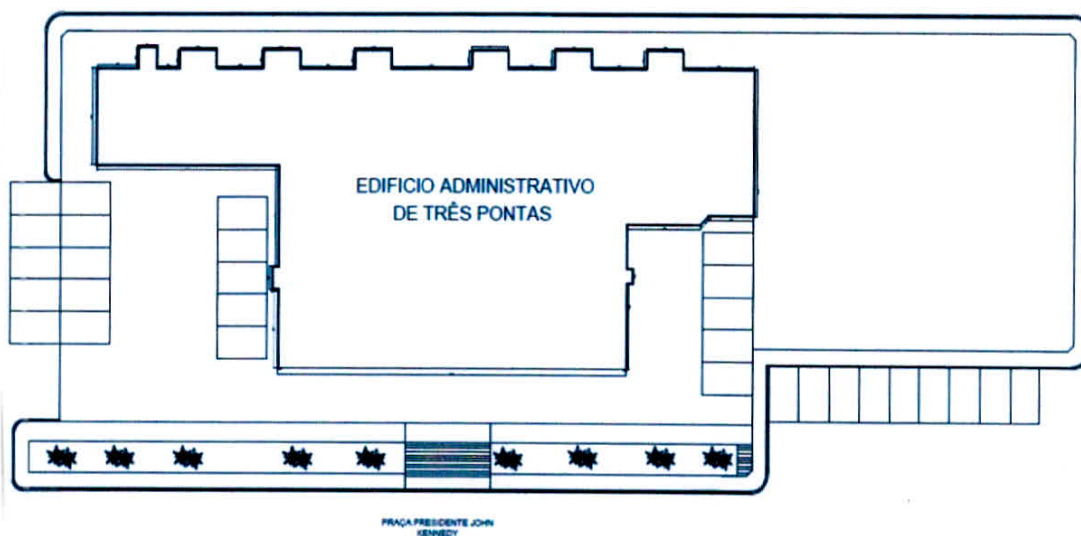 EDIFICIO ADMINISTRATIVO
DE TRÊS PONTAS
PRAÇA PRESIDENTE JOHN
KENNEDY